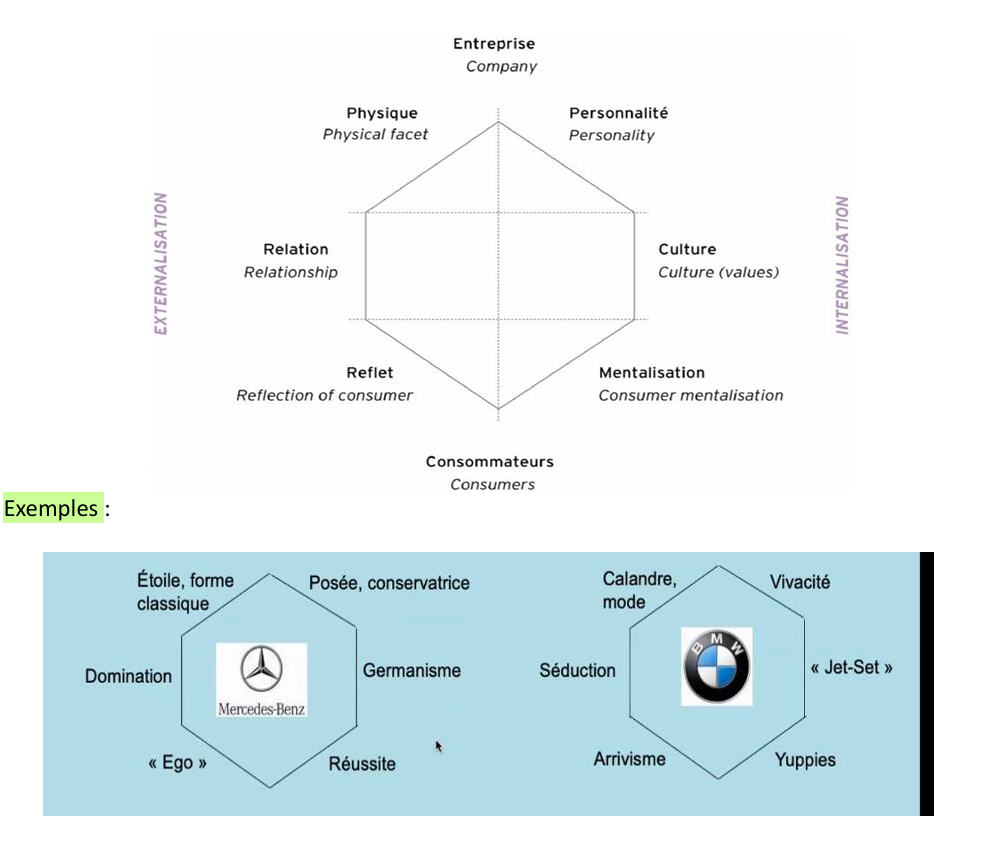 Entreprise
Company
Physique
Physical facet
Personnalité
Personality
EXTERNALISATION
INTERNALISATION
Relation
Relationship
Culture
Culture (values)
Reflet
Reflection of consumer
Mentalisation
Consumer mentalisation
Consommateurs
Consumers
Exemples :
Étoile, forme
classique
Posée, conservatrice
Domination
Mercedes-Benz
Germanisme
« Ego »
Réussite
Calandre,
mode
Vivacité
Séduction
BMW
« Jet-Set »
Arrivisme
Yuppies